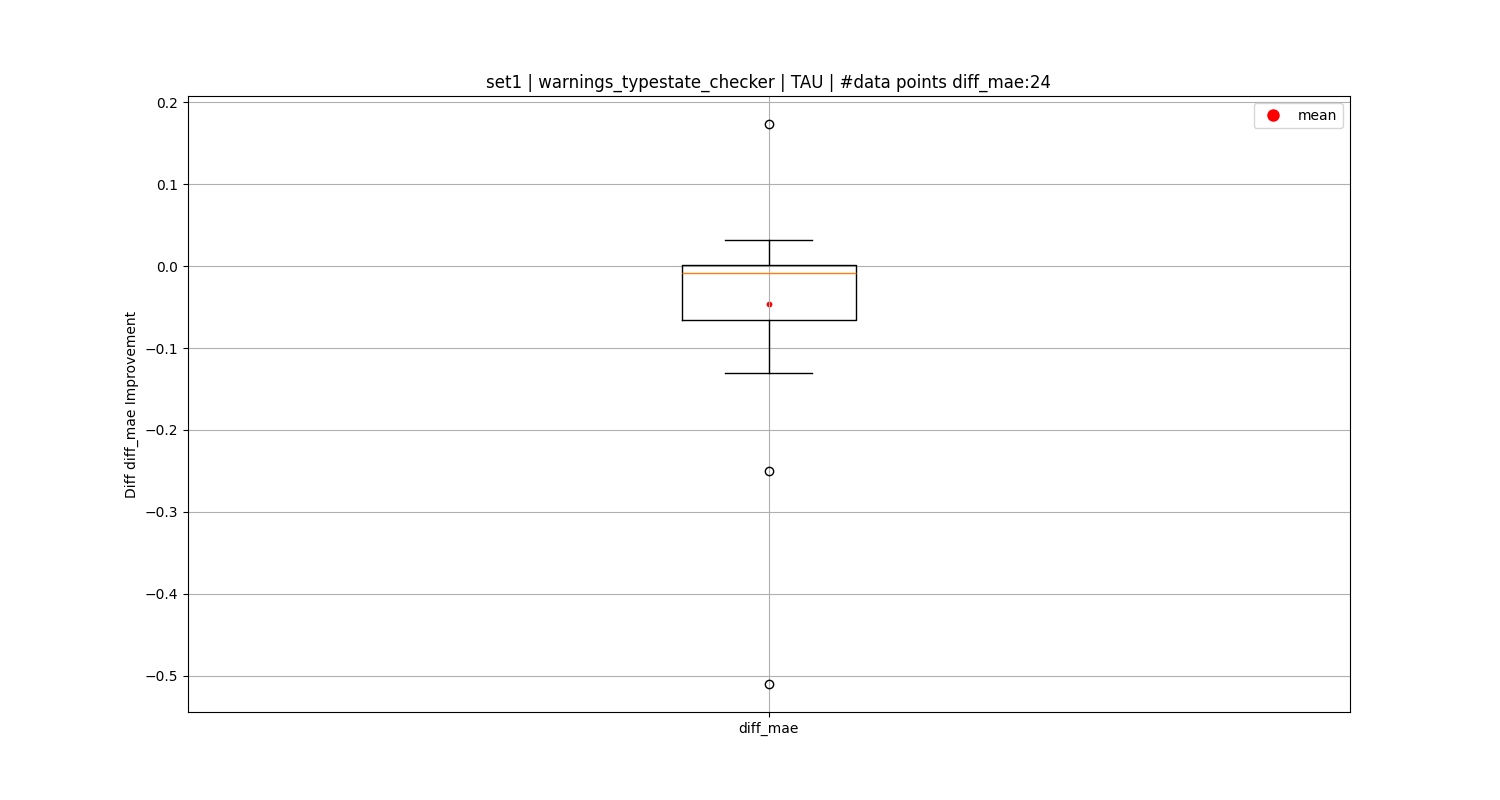 set1 | warnings_typestate_checker | TAU | #data points diff_mae:24
mean
0.2
0.1
0.0
−0.1
−0.2
−0.3
−0.4
−0.5
Diff diff_mae Improvement
diff_mae